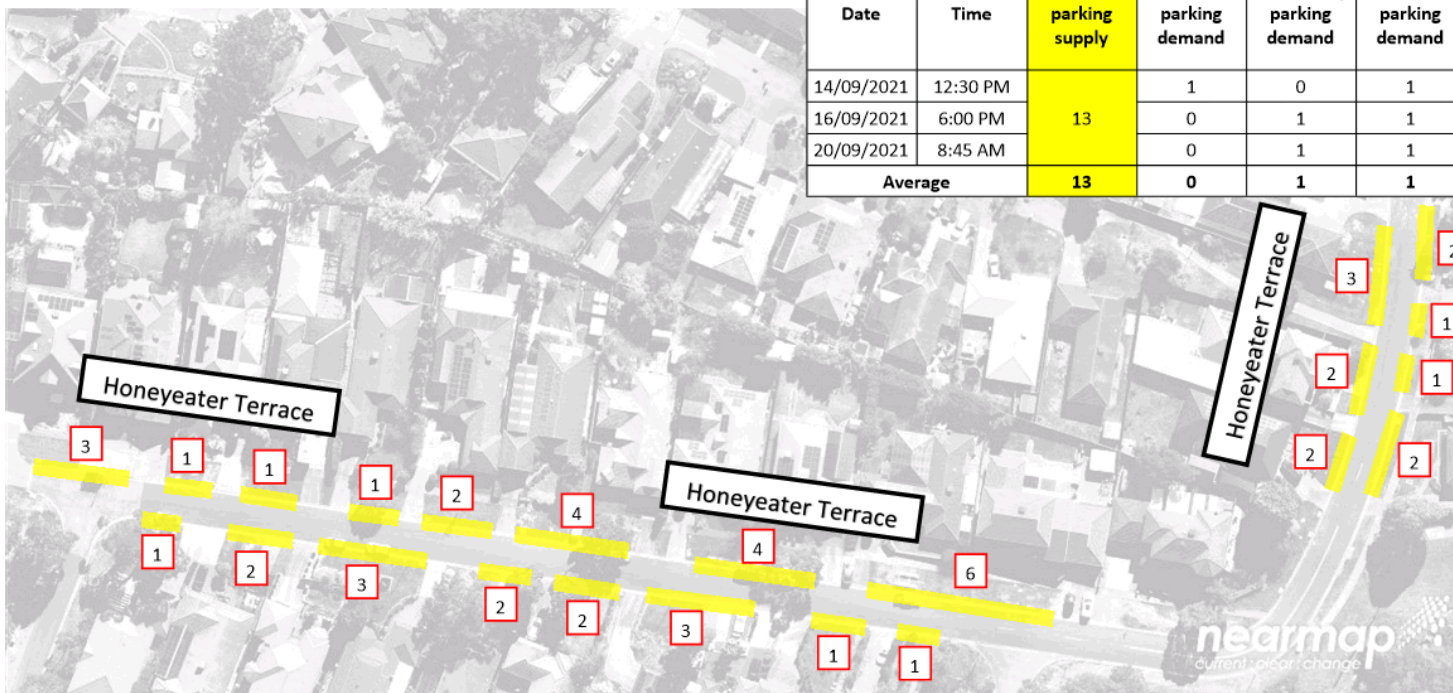 Date Time parking supply parking demand parking demand parking demand
14/09/2021 12:30 PM 1 0 1
16/09/2021 6:00 PM 13 0 1 1
20/09/2021 8:45 AM 0 1 1
Average 13 0 1 1
Honeyeater Terrace
3
2
1
2
1
2
2
Honeyeater Terrace
3
1
1
1
2
4
Honeyeater Terrace
4
6
1
2
3
2
2
3
1
1
nearmap
current : clear : change